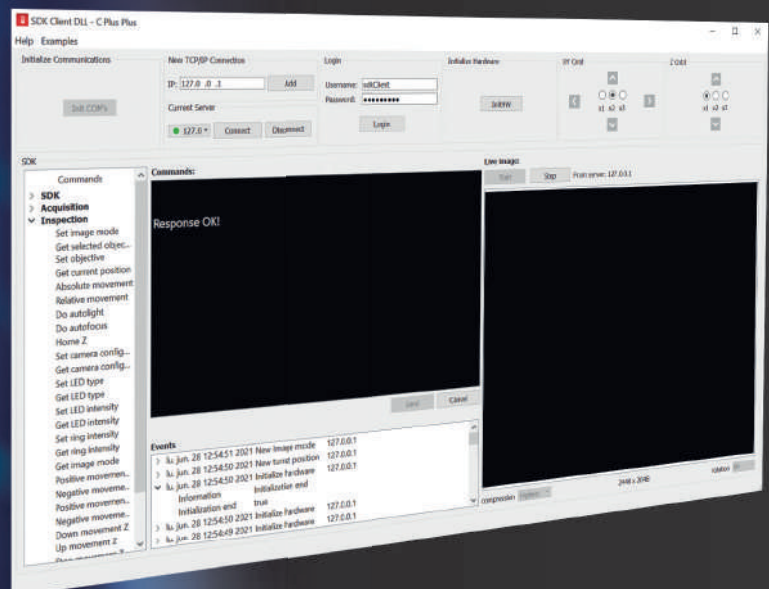 SDK Client DLL - C Plus Plus
Help Examples
Initialize Communications
Init COMs
New TCP/IP Connection
IP: 127.0 .0 .1 Add
Current Server
127.0 Connect Disconnect
Login
Username: sdkClient
Password: •••••••••
Login
Initialize Hardware
InitHW
XY Grid
x1 x2 x3
Z Grid
x1 x2 x3
SDK
Commands
SDK
Acquisition
Inspection
Set image mode
Get selected objec...
Set objective
Get current position
Absolute movement
Relative movement
Do autolight
Do autofocus
Home Z
Set camera config...
Get camera config...
Set LED type
Get LED type
Set LED intensity
Get LED intensity
Set ring intensity
Get ring intensity
Get image mode
Positive movemen...
Negative moveme...
Positive movemen...
Negative moveme...
Down movement Z
Up movement Z
Commands:
Response OK!
Send Cancel
Events
lu. jun. 28 12:54:51 2021 New image mode 127.0.0.1
lu. jun. 28 12:54:50 2021 New turret position 127.0.0.1
lu. jun. 28 12:54:50 2021 Initialize hardware 127.0.0.1
Information Initialization end
Initialization end true
lu. jun. 28 12:54:50 2021 Initialize hardware 127.0.0.1
lu. jun. 28 12:54:49 2021 Initialize hardware 127.0.0.1
Live image:
Start Stop From server: 127.0.0.1
compression
2448 x 2048
rotation